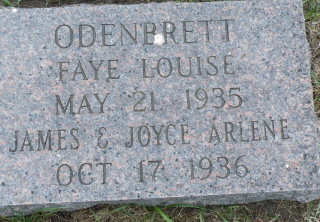 ODENBRETT
FAYE LOUISE
MAY 21 1935
JAMES & JOYCE ARLENE
OCT 17 1936